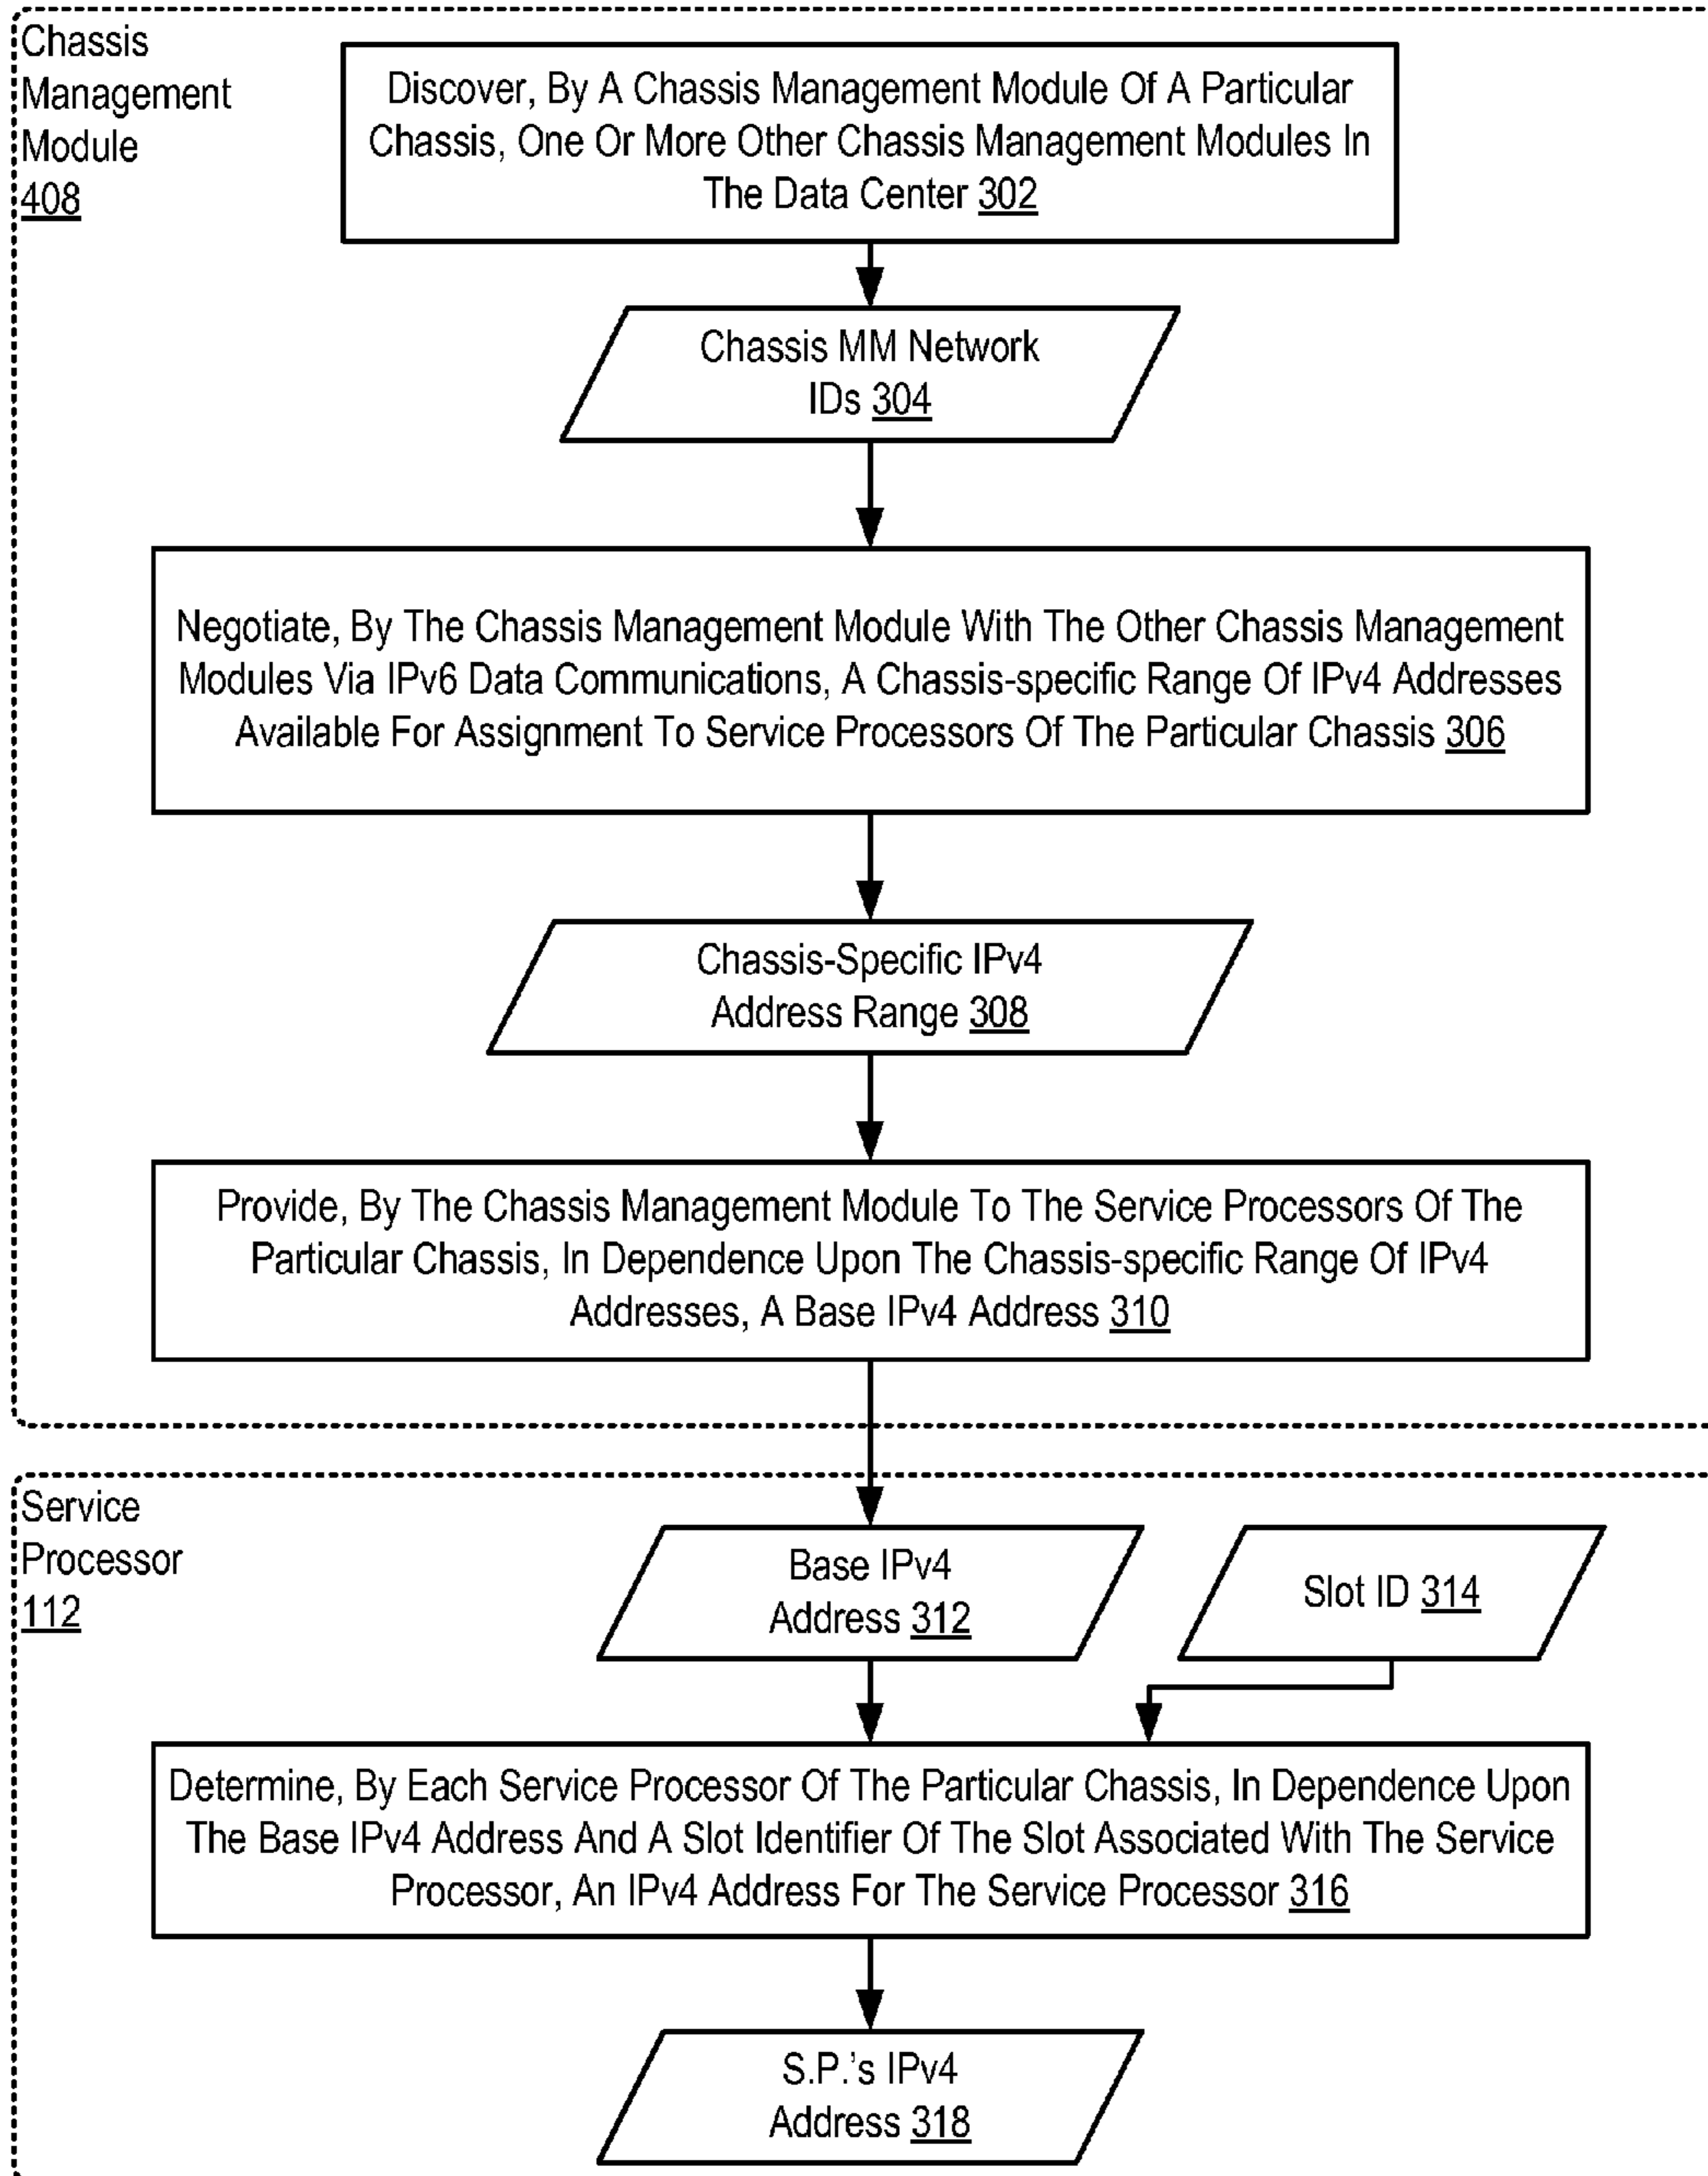 Chassis
Management
Module
408
Discover, By A Chassis Management Module Of A Particular
Chassis, One Or More Other Chassis Management Modules In
The Data Center 302
Chassis MM Network
IDs 304
Negotiate, By The Chassis Management Module With The Other Chassis Management
Modules Via IPv6 Data Communications, A Chassis-specific Range Of IPv4 Addresses
Available For Assignment To Service Processors Of The Particular Chassis 306
Chassis-Specific IPv4
Address Range 308
Provide, By The Chassis Management Module To The Service Processors Of The
Particular Chassis, In Dependence Upon The Chassis-specific Range Of IPv4
Addresses, A Base IPv4 Address 310
Service
Processor
112
Base IPv4
Address 312
Slot ID 314
Determine, By Each Service Processor Of The Particular Chassis, In Dependence Upon
The Base IPv4 Address And A Slot Identifier Of The Slot Associated With The Service
Processor, An IPv4 Address For The Service Processor 316
S.P.'s IPv4
Address 318